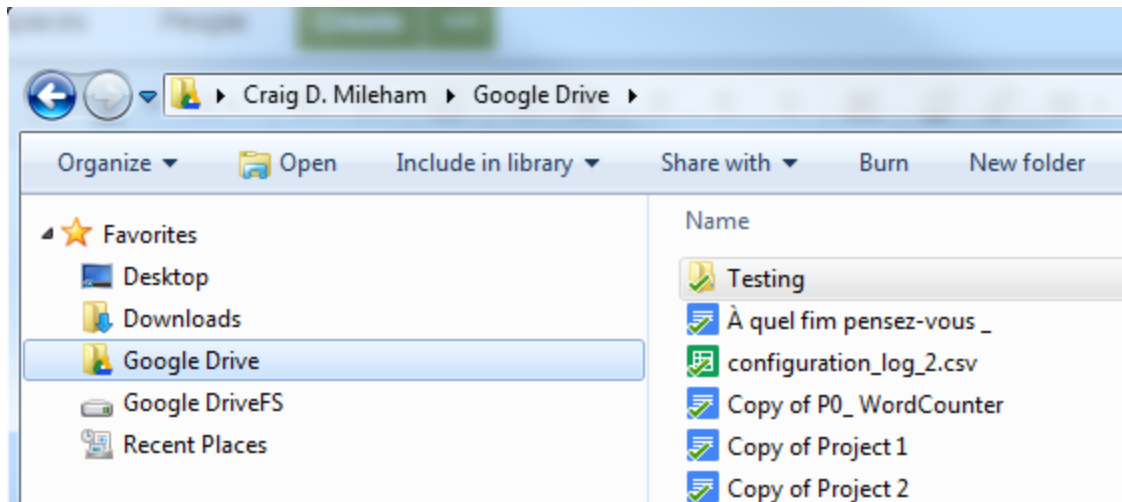 People
Create
Craig D. Mileham Google Drive
Organize Open Include in library Share with Burn New folder
Favorites
Desktop
Downloads
Google Drive
Google DriveFS
Recent Places
Name
Testing
À quel fim pensez-vous _
configuration_log_2.csv
Copy of P0_ WordCounter
Copy of Project 1
Copy of Project 2